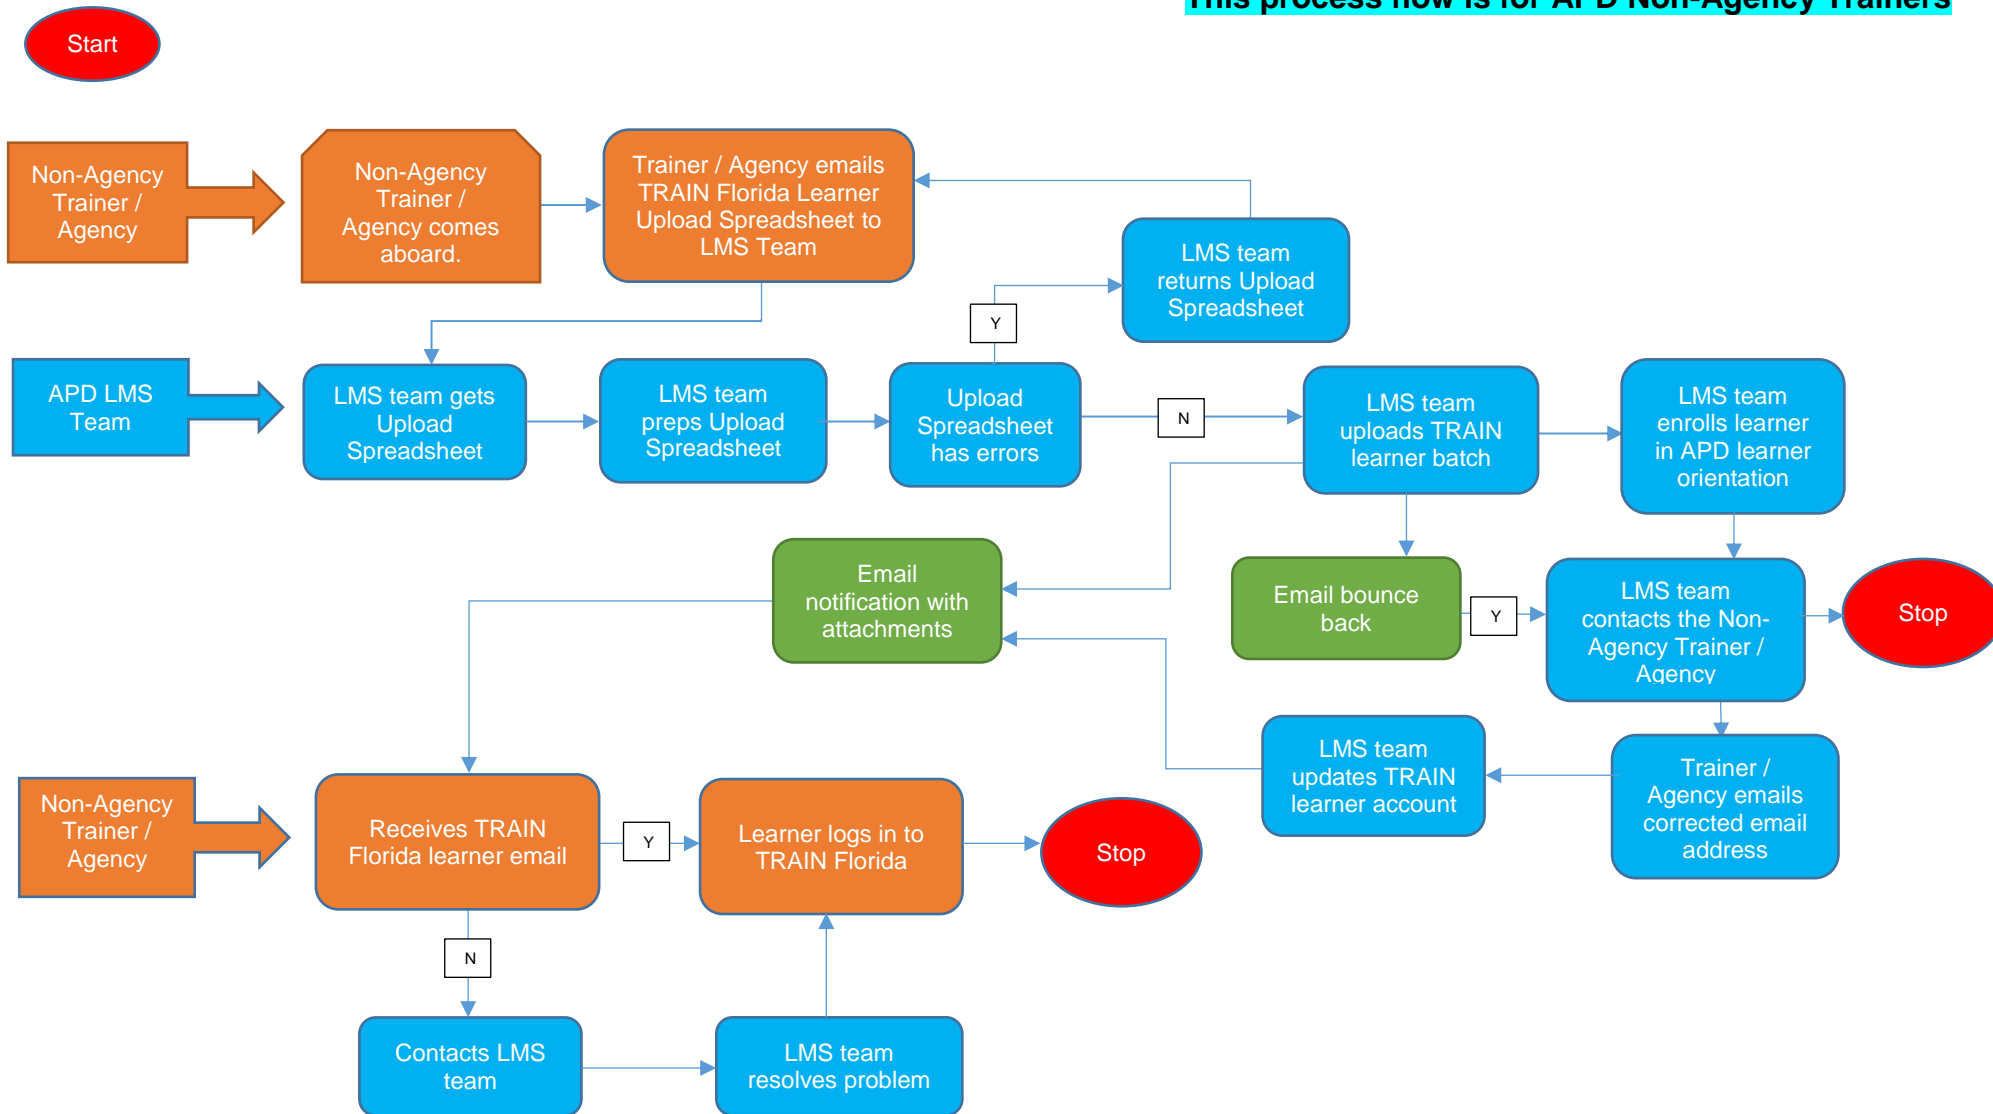 This process flow is for APD Non-Agency Trainers
Start
Non-Agency
Trainer /
Agency
Non-Agency
Trainer /
Agency comes
aboard.
Trainer / Agency emails
TRAIN Florida Learner
Upload Spreadsheet to
LMS Team
LMS team
returns Upload
Spreadsheet
Y
APD LMS
Team
LMS team gets
Upload
Spreadsheet
LMS team
preps Upload
Spreadsheet
Upload
Spreadsheet
has errors
N
LMS team
uploads TRAIN
learner batch
LMS team
enrolls learner
in APD learner
orientation
Email
notification with
attachments
Email bounce
back
Y
LMS team
contacts the Non-
Agency Trainer /
Agency
Stop
LMS team
updates TRAIN
learner account
Trainer /
Agency emails
corrected email
address
Non-Agency
Trainer /
Agency
Receives TRAIN
Florida learner email
Y
Learner logs in to
TRAIN Florida
Stop
N
Contacts LMS
team
LMS team
resolves problem